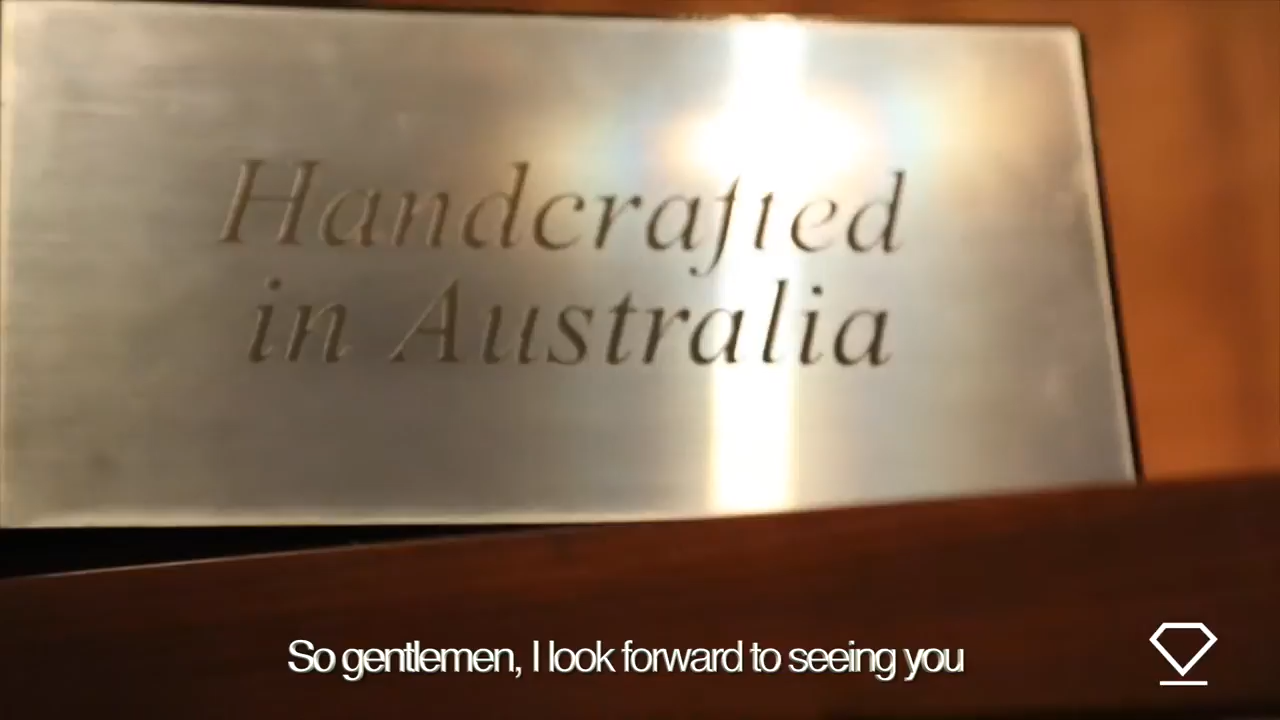 Handcrafted
in Australia
So gentlemen, I look forward to seeing you